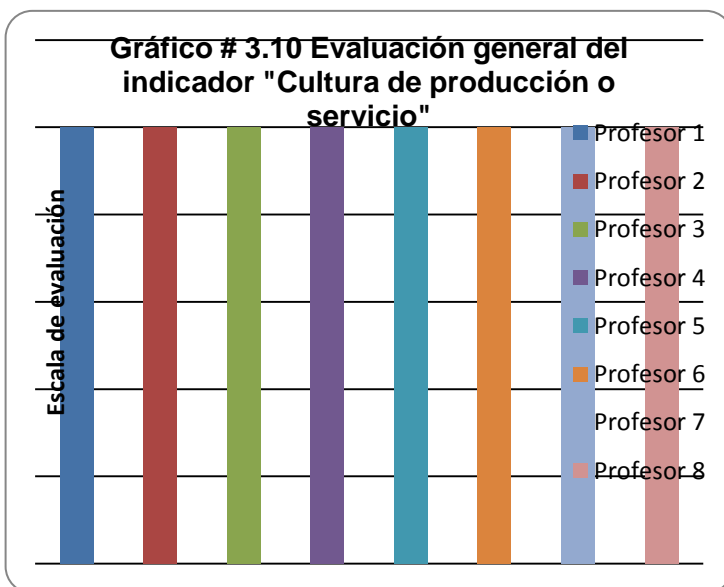 Gráfico # 3.10 Evaluación general del
indicador "Cultura de producción o
servicio"
Escala de evaluación
Profesor 1
Profesor 2
Profesor 3
Profesor 4
Profesor 5
Profesor 6
Profesor 7
Profesor 8